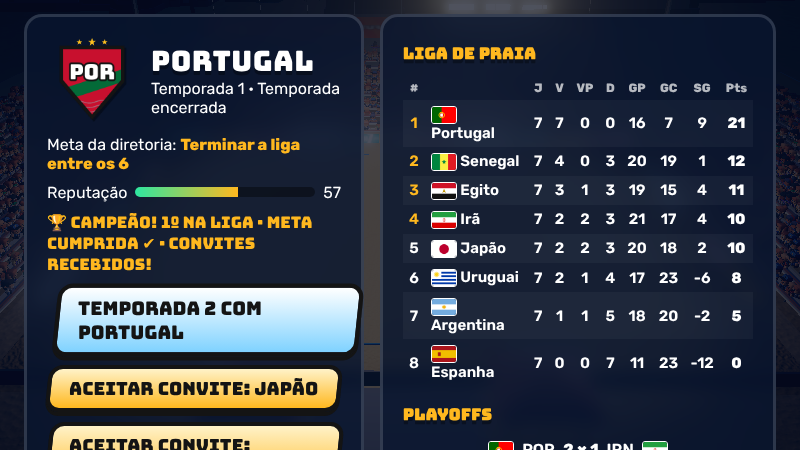 POR
PORTUGAL
Temporada 1 • Temporada
encerrada
Meta da diretoria: Terminar a liga
entre os 6
Reputação 57
🏆 CAMPEÃO! 1º NA LIGA • META
CUMPRIDA ✔ • CONVITES
RECEBIDOS!
TEMPORADA 2 COM
PORTUGAL
ACEITAR CONVITE: JAPÃO
ACEITAR CONVITE:
LIGA DE PRAIA
# J V VP D GP GC SG Pts
1 Portugal 7 7 0 0 16 7 9 21
2 Senegal 7 4 0 3 20 19 1 12
3 Egito 7 3 1 3 19 15 4 11
4 Irã 7 2 2 3 21 17 4 10
5 Japão 7 2 2 3 20 18 2 10
6 Uruguai 7 2 1 4 17 23 -6 8
7 Argentina 7 1 1 5 18 20 -2 5
8 Espanha 7 0 0 7 11 23 -12 0
PLAYOFFS
POR 2 x 1 IRN